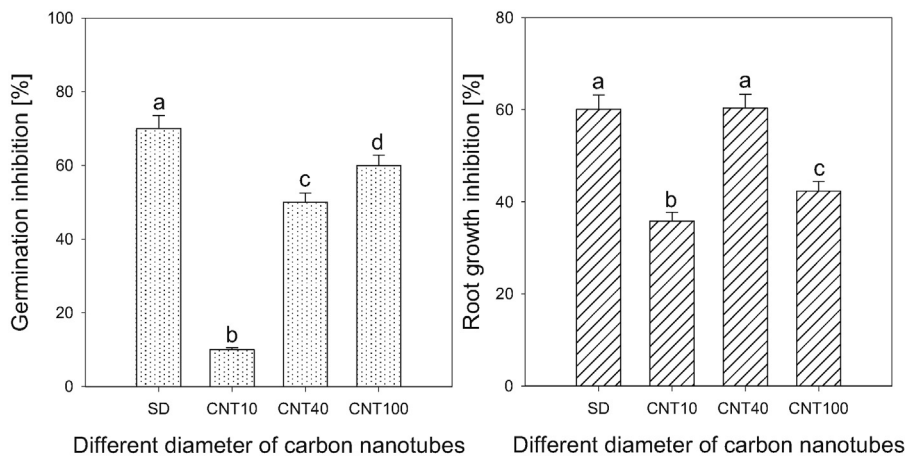 Germination inhibition [%]
100
80
60
40
20
0
a
b
c
d
SD
CNT10
CNT40
CNT100
Different diameter of carbon nanotubes
Root growth inhibition [%]
80
60
40
20
0
a
b
a
c
SD
CNT10
CNT40
CNT100
Different diameter of carbon nanotubes